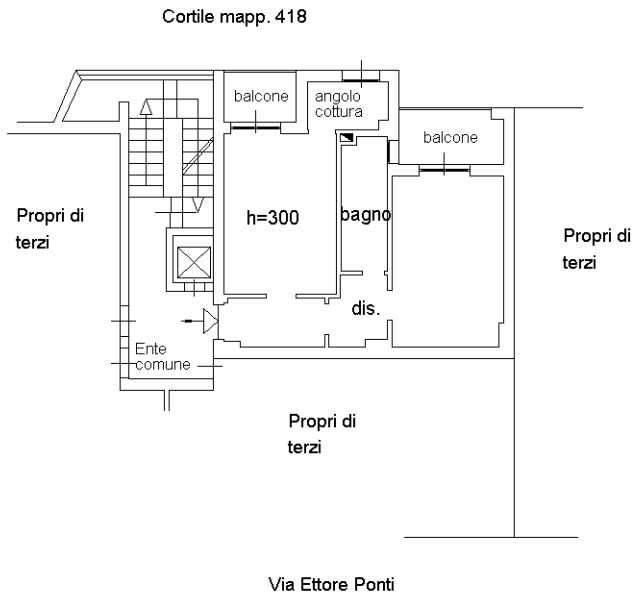 Cortile mapp. 418
balcone
angolo
cottura
balcone
Propri di
terzi
h=300
bagno
Propri di
terzi
dis.
Ente
comune
Propri di
terzi
Via Ettore Ponti